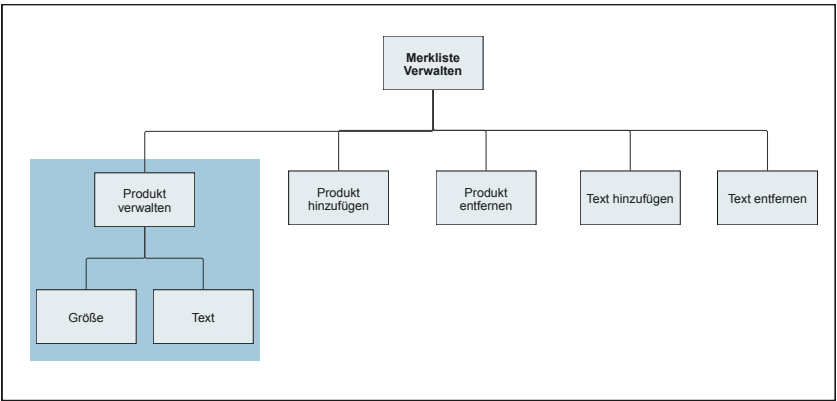 Merkliste
Verwalten
Produkt
verwalten
Produkt
hinzufügen
Produkt
entfernen
Text hinzufügen
Text entfernen
Größe
Text